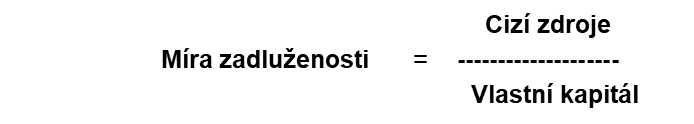 Cizí zdroje
Míra zadluženosti = --------------------
Vlastní kapitál